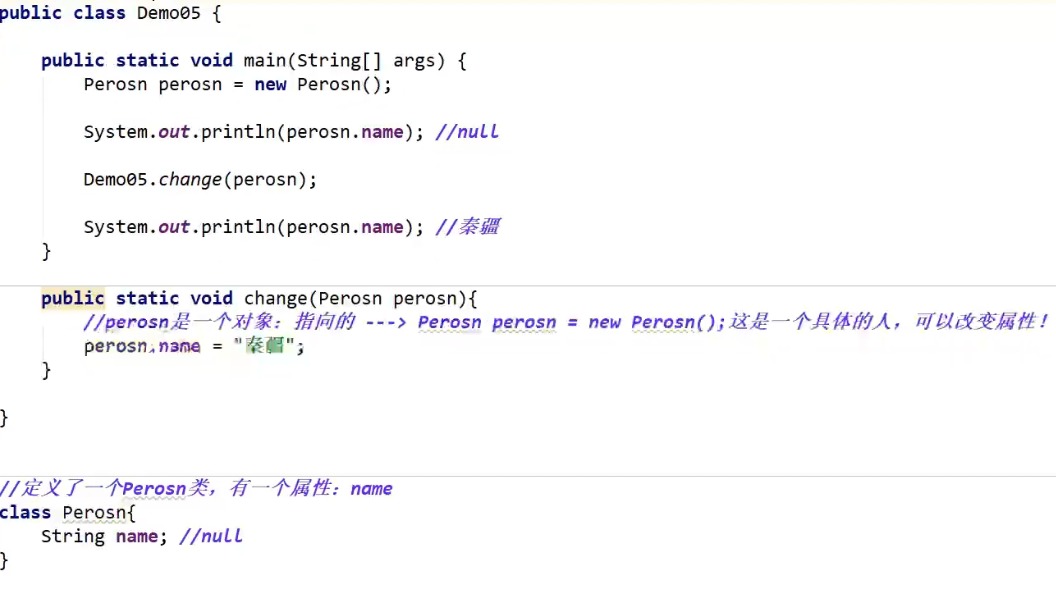 public class Demo05 {
public static void main(String[] args) {
Perosn perosn = new Perosn();
System.out.println(perosn.name); //null
Demo05.change(perosn);
System.out.println(perosn.name); //秦疆
}
public static void change(Perosn perosn){
//perosn是一个对象：指向的 ---> Perosn perosn = new Perosn();这是一个具体的人，可以改变属性！
perosn.name = "秦疆";
}
}
//定义了一个Perosn类，有一个属性：name
class Perosn{
String name; //null
}